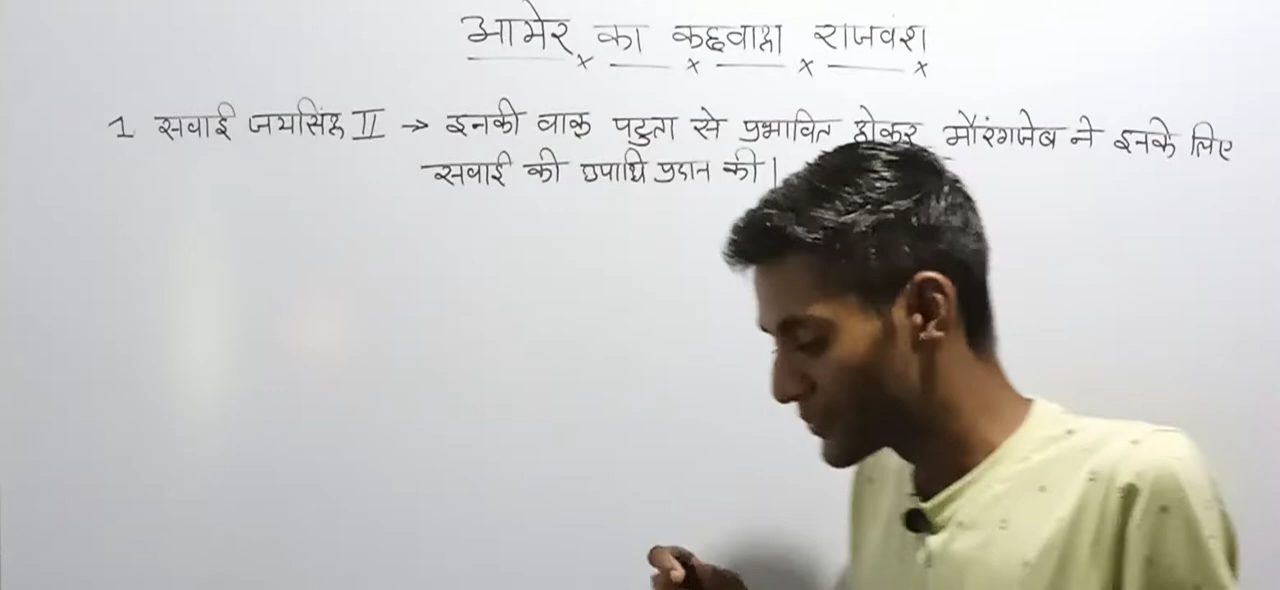 आमेर का कछवाहा राजवंश
1 सवाई जयसिंह II → इनकी वाक् पटुता से प्रभावित होकर औरंगजेब ने इनके लिए
सवाई की उपाधि प्रदान की।